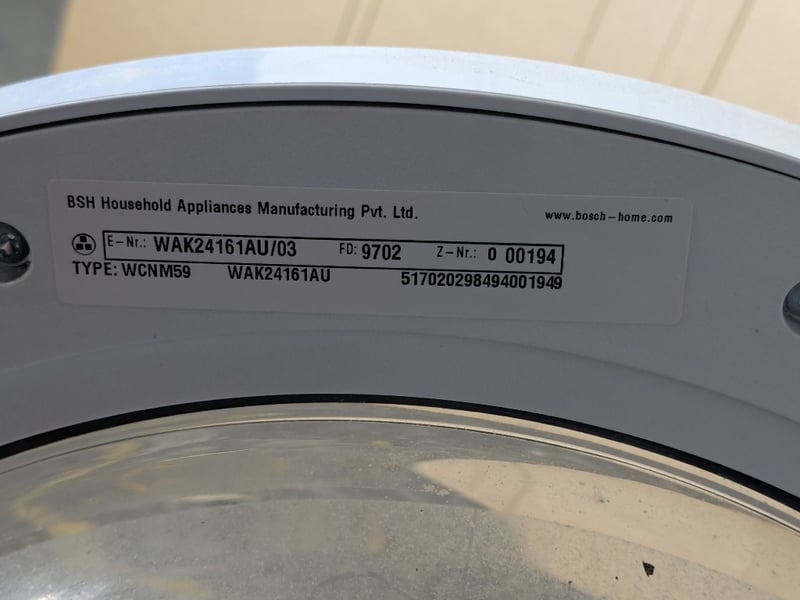 BSH Household Appliances Manufacturing Pvt. Ltd.
www.bosch-home.com
E-Nr.: WAK24161AU/03 FD: 9702 Z-Nr.: 0 00194
TYPE: WCNM59 WAK24161AU 517020298494001949